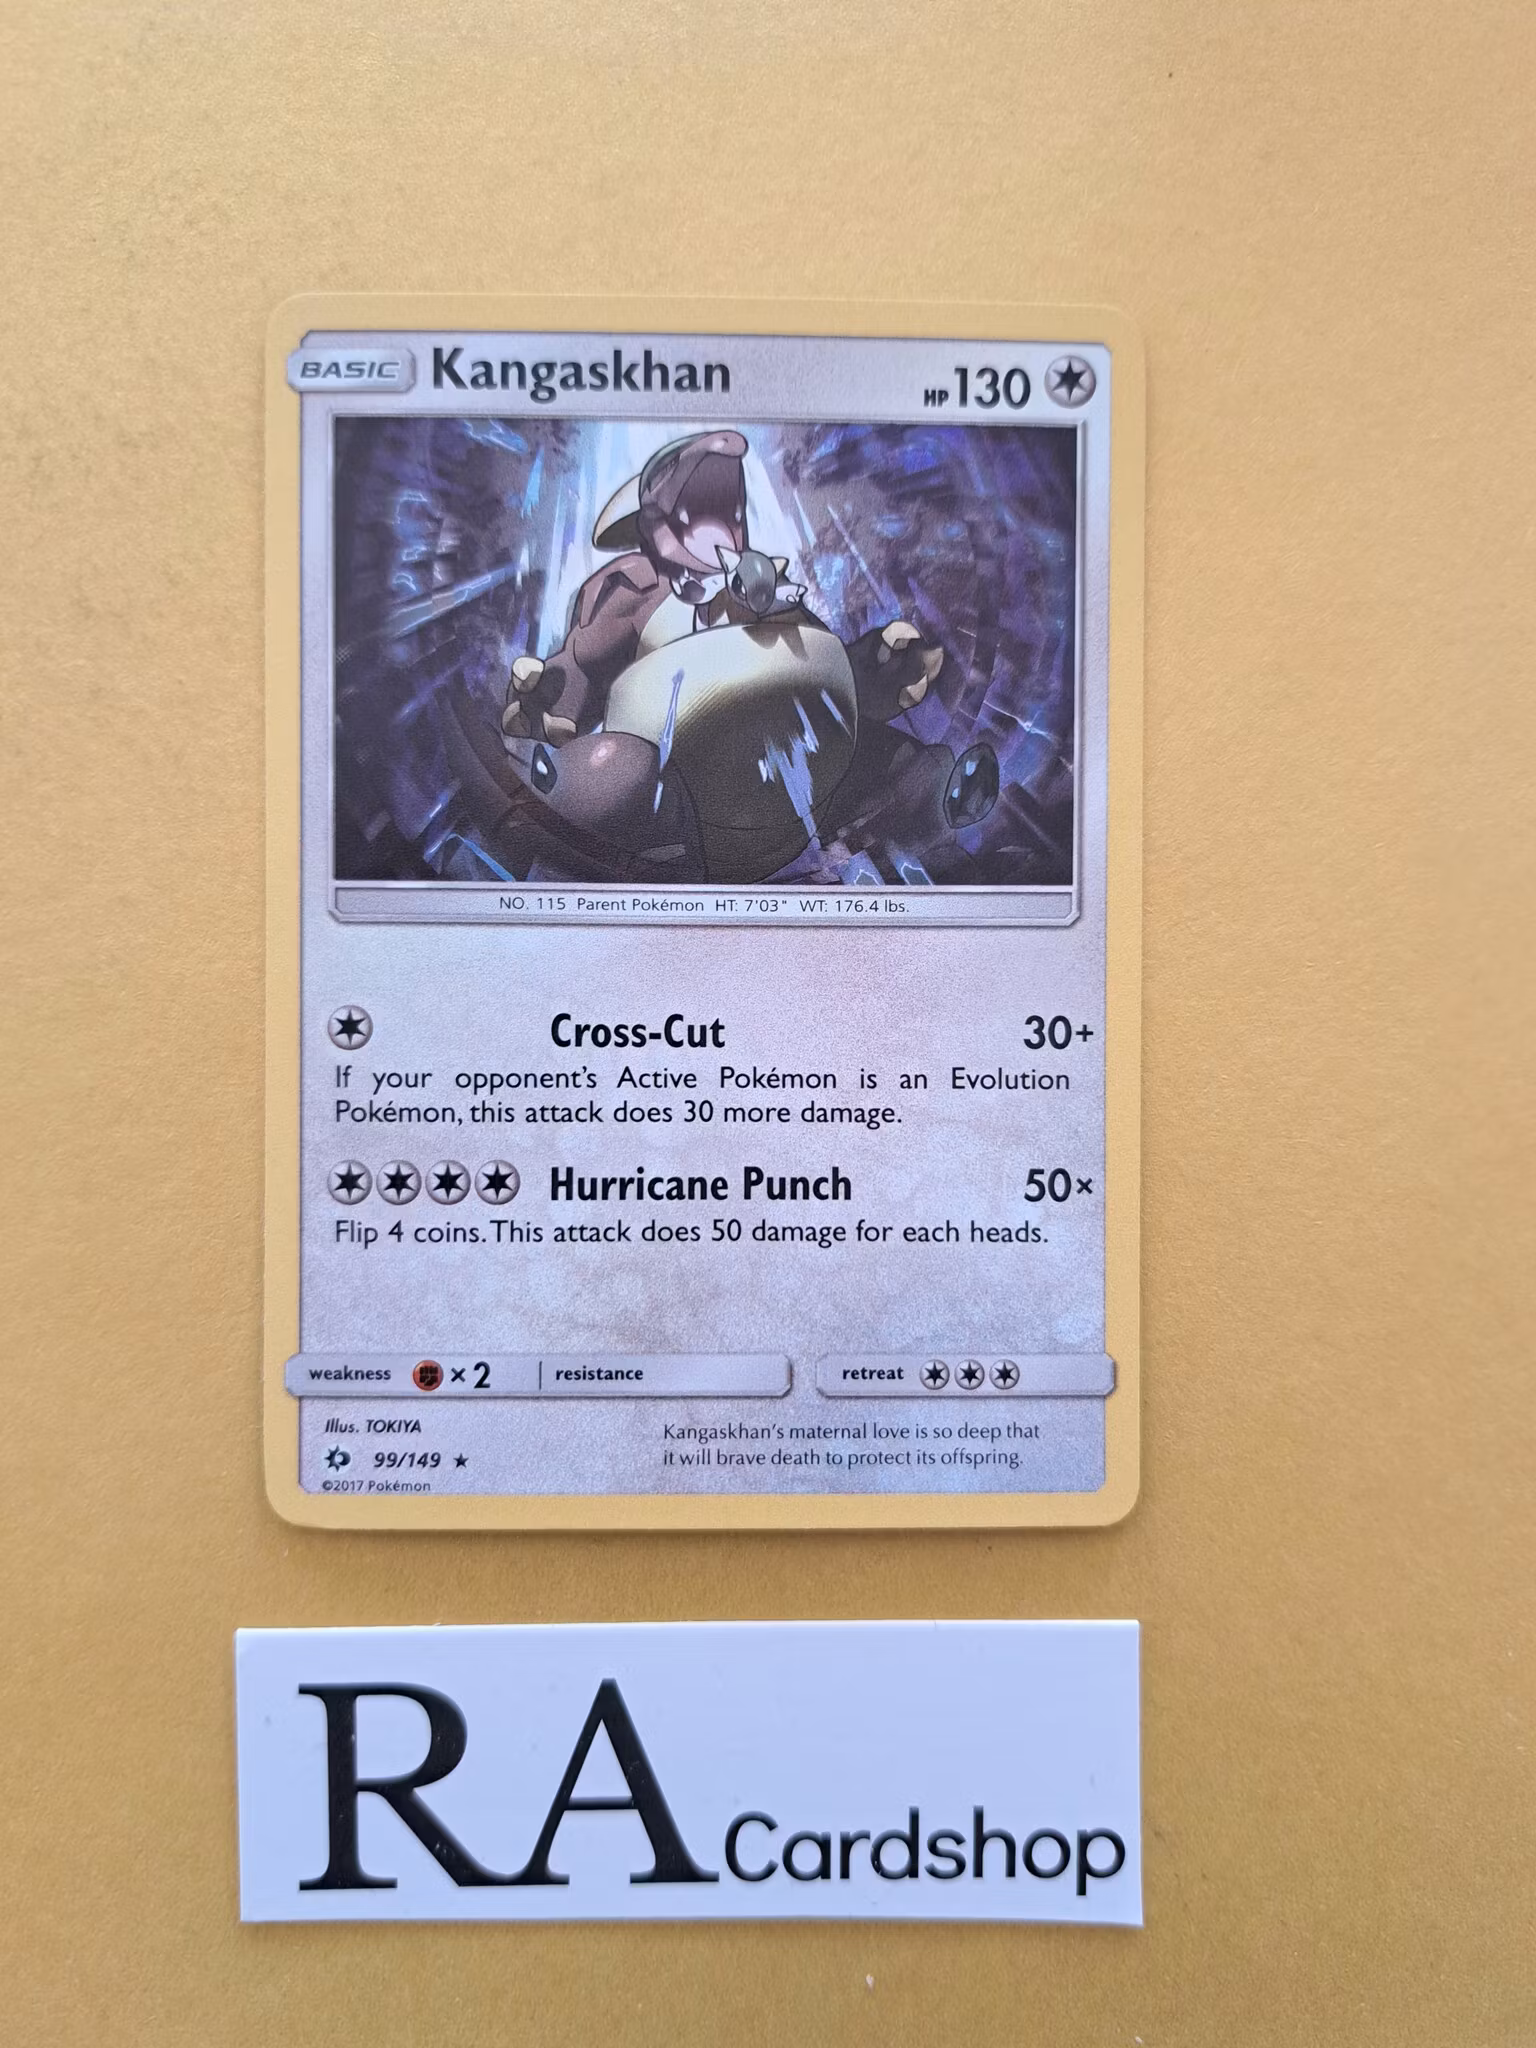 BASIC Kangaskhan HP 130
NO. 115 Parent Pokémon HT: 7'03" WT: 176.4 lbs.
Cross-Cut 30+
If your opponent's Active Pokémon is an Evolution
Pokémon, this attack does 30 more damage.
Hurricane Punch 50×
Flip 4 coins. This attack does 50 damage for each heads.
weakness ×2 resistance retreat
Illus. TOKIYA
99/149
©2017 Pokémon
Kangaskhan's maternal love is so deep that
it will brave death to protect its offspring.
RA Cardshop